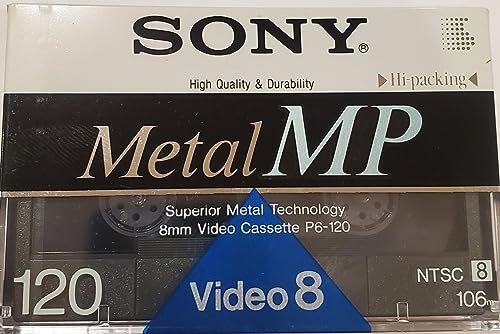 SONY®
High Quality & Durability
Hi-packing
Metal MP
Superior Metal Technology
8mm Video Cassette P6-120
120
Video 8
NTSC 8
106m